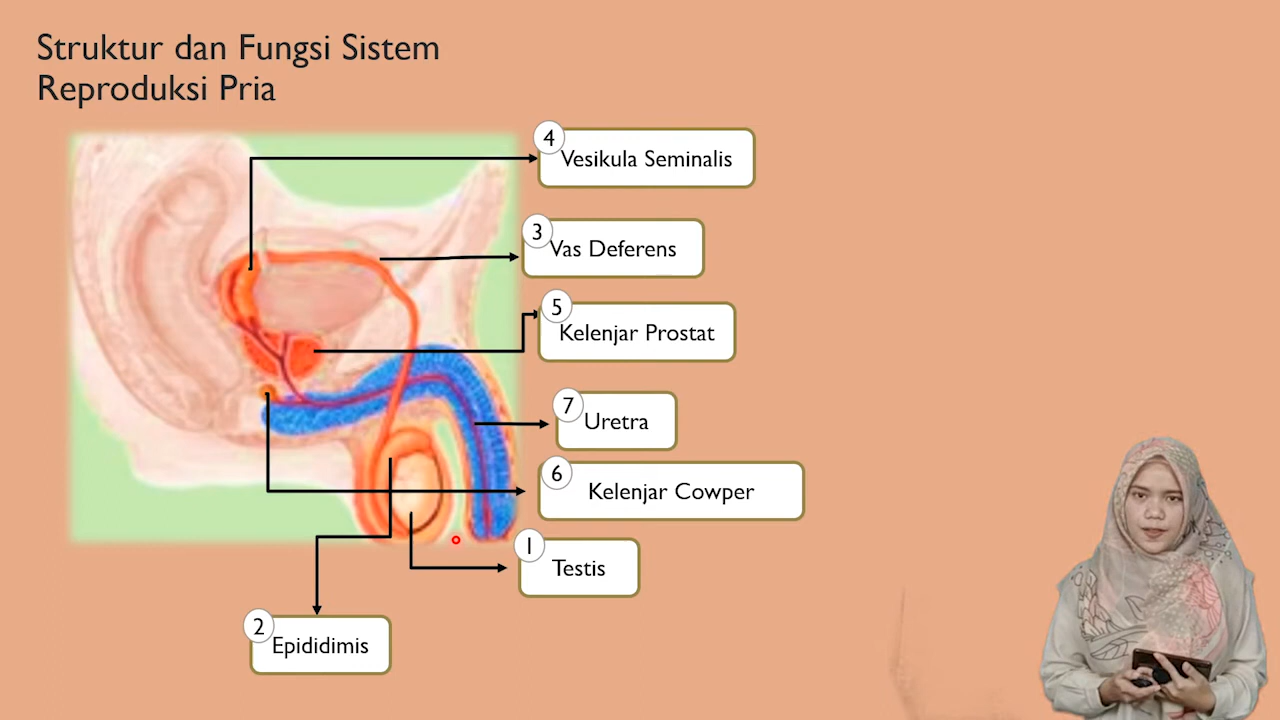 Struktur dan Fungsi Sistem
Reproduksi Pria
4
Vesikula Seminalis
3
Vas Deferens
5
Kelenjar Prostat
7
Uretra
6
Kelenjar Cowper
1
Testis
2
Epididimis